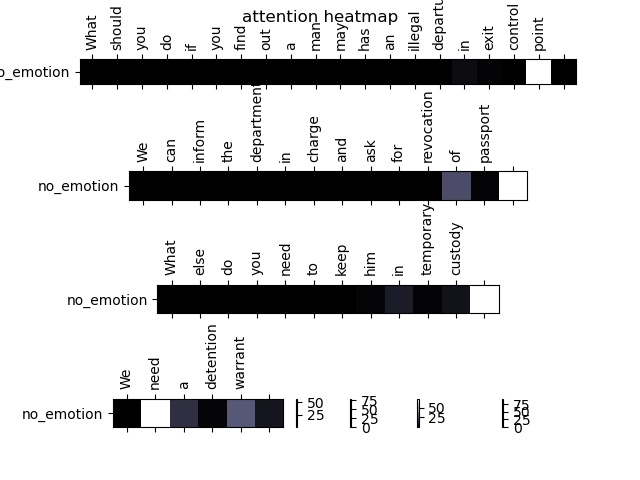 attention heatmap
What should you do if you find out a man may has an illegal departu in exit control point
o_emotion
We can inform the department in charge and ask for revocation of passport
no_emotion
What else do you need to keep him in temporary custody
no_emotion
We need a detention warrant
no_emotion
50 25
75 50 25 0
50 25
75 50 25 0